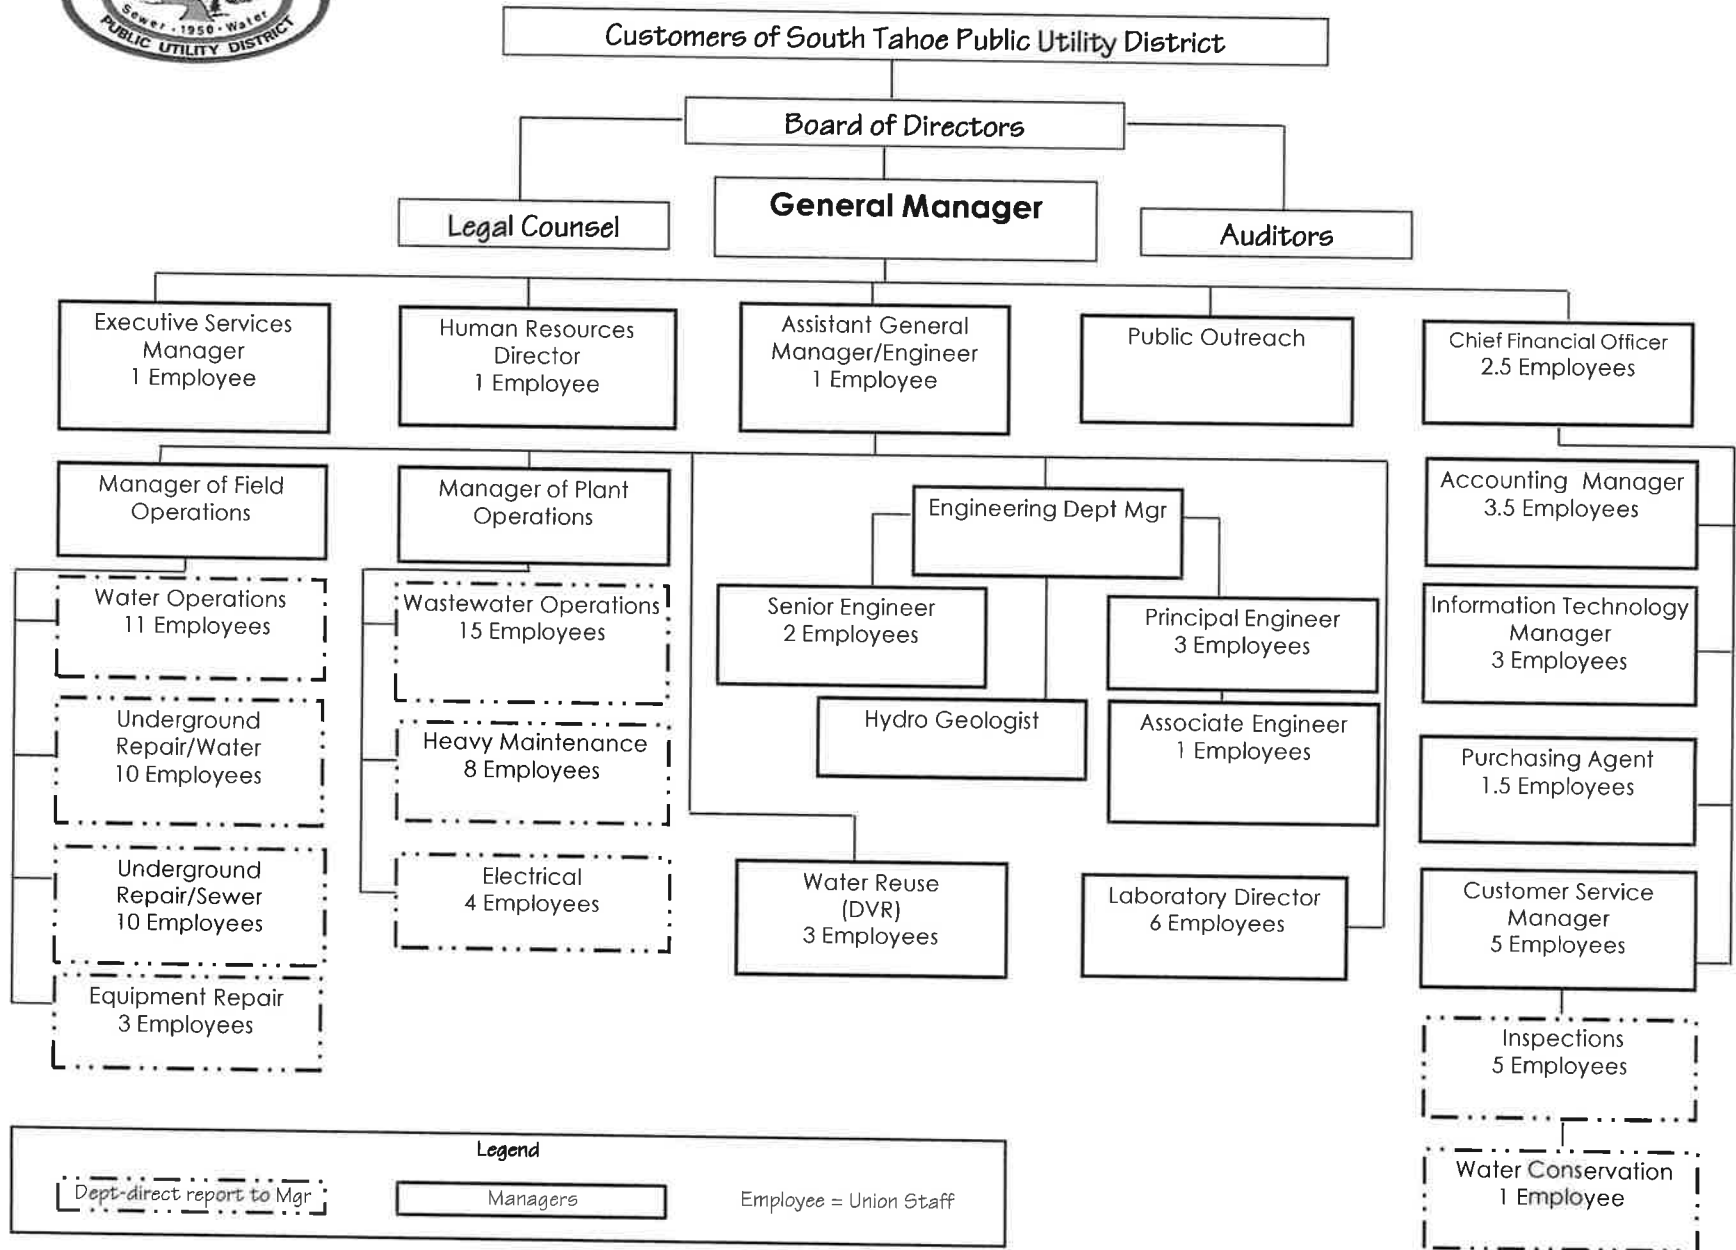 Sewer · 1950 · Water
PUBLIC UTILITY DISTRICT
Customers of South Tahoe Public Utility District
Board of Directors
General Manager
Legal Counsel
Auditors
Executive Services
Manager
1 Employee
Human Resources
Director
1 Employee
Assistant General
Manager/Engineer
1 Employee
Public Outreach
Chief Financial Officer
2.5 Employees
Manager of Field
Operations
Manager of Plant
Operations
Engineering Dept Mgr
Accounting Manager
3.5 Employees
Water Operations
11 Employees
Wastewater Operations
15 Employees
Senior Engineer
2 Employees
Principal Engineer
3 Employees
Information Technology
Manager
3 Employees
Underground
Repair/Water
10 Employees
Heavy Maintenance
8 Employees
Hydro Geologist
Associate Engineer
1 Employees
Purchasing Agent
1.5 Employees
Underground
Repair/Sewer
10 Employees
Electrical
4 Employees
Water Reuse
(DVR)
3 Employees
Laboratory Director
6 Employees
Customer Service
Manager
5 Employees
Equipment Repair
3 Employees
Inspections
5 Employees
Water Conservation
1 Employee
Legend
Dept-direct report to Mgr
Managers
Employee = Union Staff